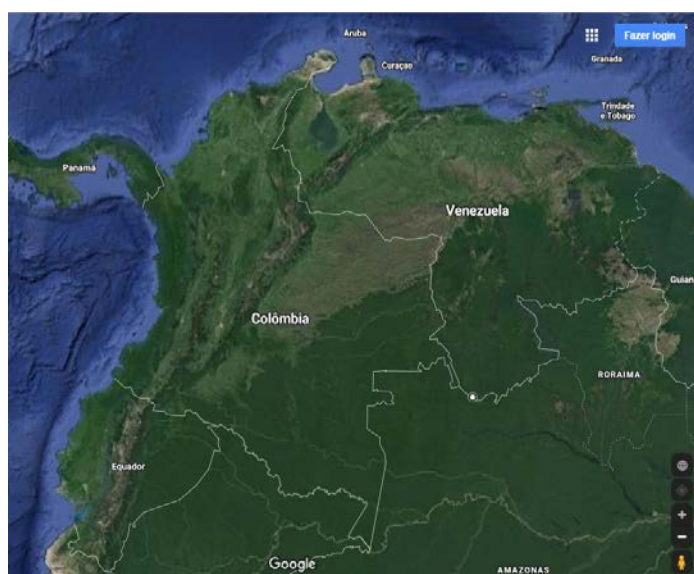 Aruba
Fazer login
Curaçao
Granada
Trindade
e Tobago
Panamá
Venezuela
Guian
Colômbia
RORAIMA
Equador
Google
AMAZONAS